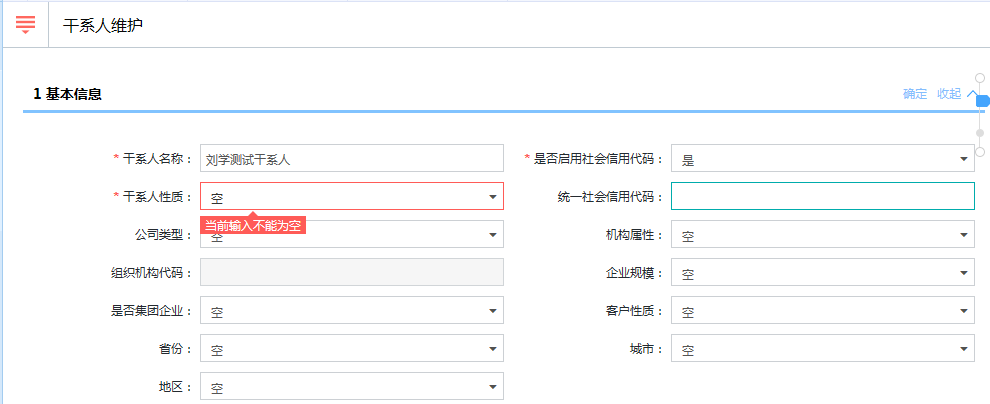 干系人维护
1 基本信息 确定 收起
* 干系人名称： 刘学测试干系人 * 是否启用社会信用代码： 是
* 干系人性质： 空 统一社会信用代码：
当前输入不能为空
公司类型： 空 机构属性： 空
组织机构代码： 企业规模： 空
是否集团企业： 空 客户性质： 空
省份： 空 城市： 空
地区： 空